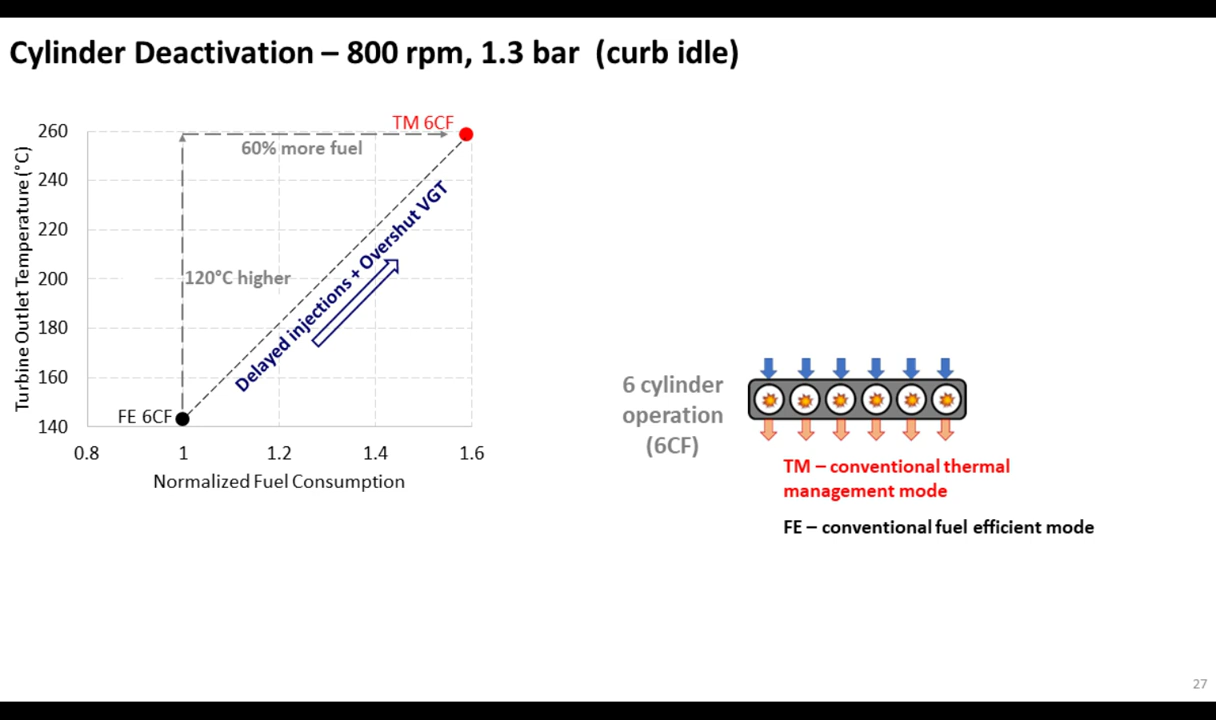 Cylinder Deactivation – 800 rpm, 1.3 bar (curb idle)
Turbine Outlet Temperature (°C)
260
240
220
200
180
160
140
TM 6CF
60% more fuel
120°C higher
Delayed injections + Overshut VGT
FE 6CF
0.8
1
1.2
1.4
1.6
Normalized Fuel Consumption
6 cylinder
operation
(6CF)
TM – conventional thermal
management mode
FE – conventional fuel efficient mode
27